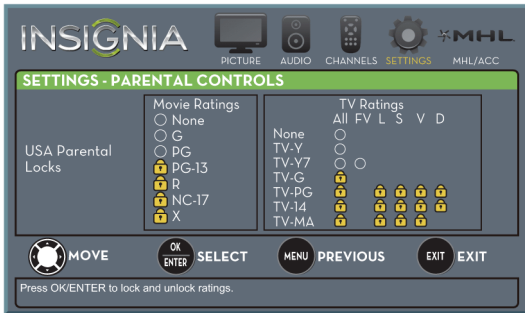 INSIGNIA
PICTURE AUDIO CHANNELS SETTINGS MHL MHL/ACC
SETTINGS - PARENTAL CONTROLS
USA Parental
Locks
Movie Ratings
None
G
PG
PG-13
R
NC-17
X
TV Ratings
All FV L S V D
None
TV-Y
TV-Y7
TV-G
TV-PG
TV-14
TV-MA
MOVE
OK
ENTER
SELECT
MENU
PREVIOUS
EXIT
EXIT
Press OK/ENTER to lock and unlock ratings.